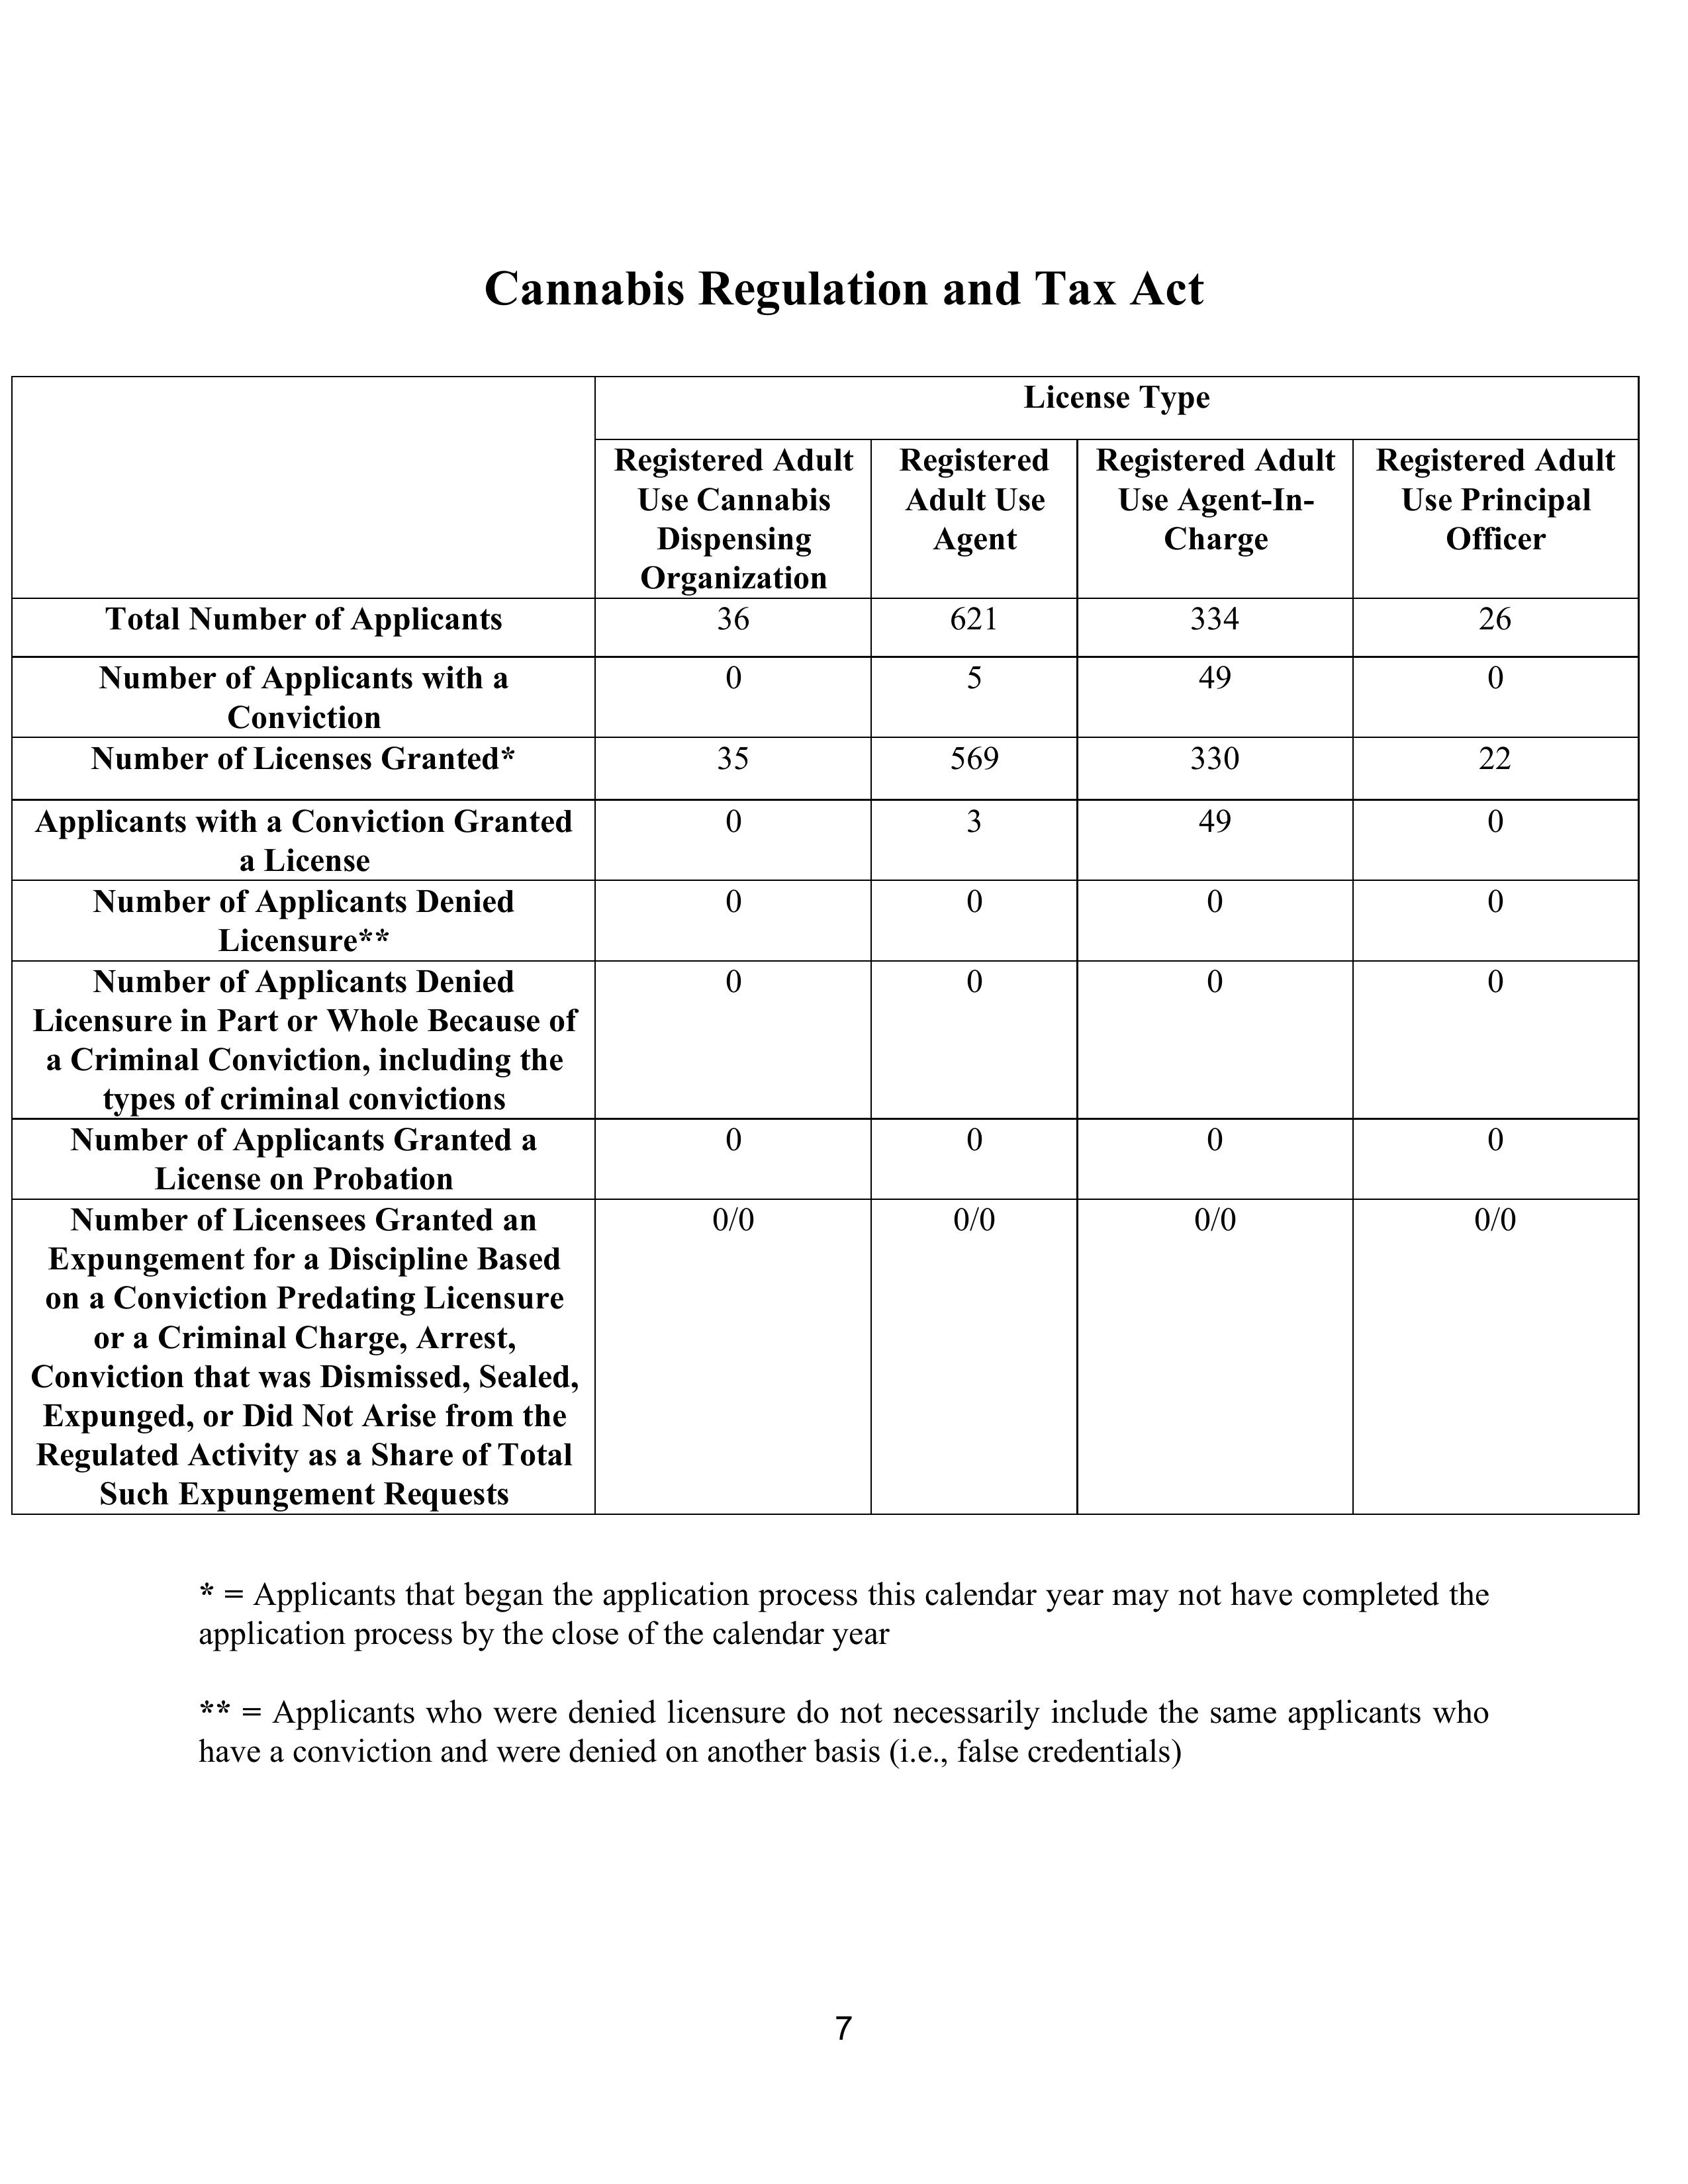 Cannabis Regulation and Tax Act
License Type
Registered Adult
Use Cannabis
Dispensing
Organization
Registered
Adult Use
Agent
Registered Adult
Use Agent-In-
Charge
Registered Adult
Use Principal
Officer
Total Number of Applicants 36 621 334 26
Number of Applicants with a 0 5 49 0
Conviction
Number of Licenses Granted* 35 569 330 22
Applicants with a Conviction Granted 0 3 49 0
a License
Number of Applicants Denied 0 0 0 0
Licensure**
Number of Applicants Denied 0 0 0 0
Licensure in Part or Whole Because of
a Criminal Conviction, including the
types of criminal convictions
Number of Applicants Granted a 0 0 0 0
License on Probation
Number of Licensees Granted an 0/0 0/0 0/0 0/0
Expungement for a Discipline Based
on a Conviction Predating Licensure
or a Criminal Charge, Arrest,
Conviction that was Dismissed, Sealed,
Expunged, or Did Not Arise from the
Regulated Activity as a Share of Total
Such Expungement Requests
* = Applicants that began the application process this calendar year may not have completed the
application process by the close of the calendar year
** = Applicants who were denied licensure do not necessarily include the same applicants who
have a conviction and were denied on another basis (i.e., false credentials)
7